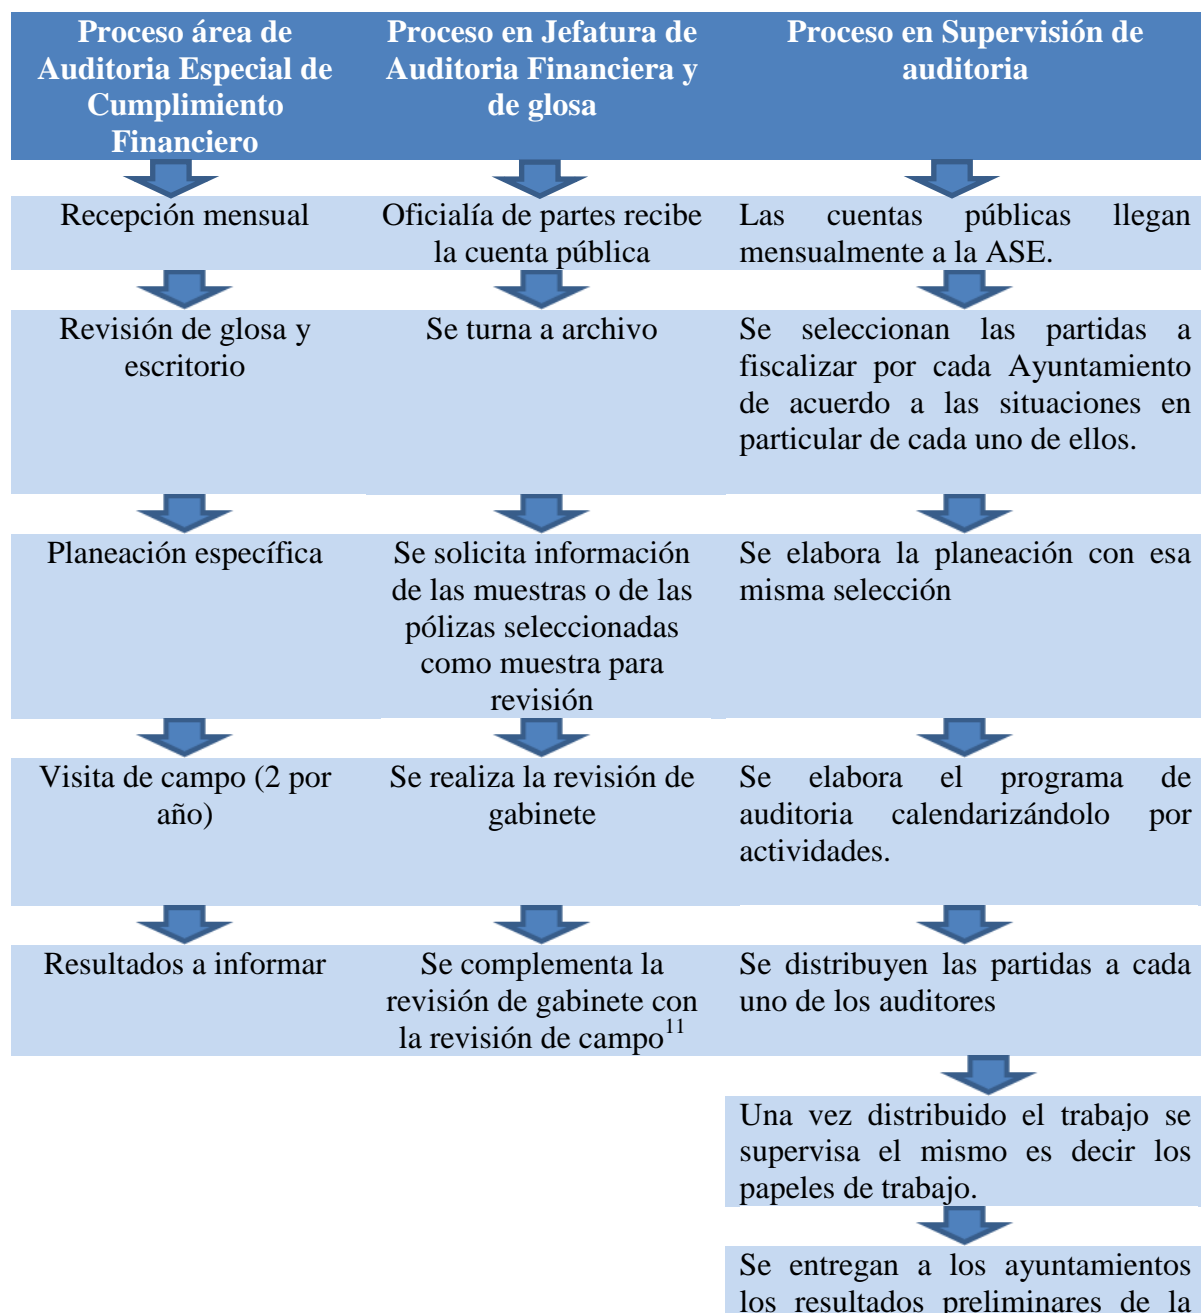 Proceso área de
Auditoria Especial de
Cumplimiento
Financiero
Proceso en Jefatura de
Auditoria Financiera y
de glosa
Proceso en Supervisión de
auditoria
Recepción mensual
Oficialía de partes recibe
la cuenta pública
Las cuentas públicas llegan
mensualmente a la ASE.
Revisión de glosa y
escritorio
Se turna a archivo
Se seleccionan las partidas a
fiscalizar por cada Ayuntamiento
de acuerdo a las situaciones en
particular de cada uno de ellos.
Planeación específica
Se solicita información
de las muestras o de las
pólizas seleccionadas
como muestra para
revisión
Se elabora la planeación con esa
misma selección
Visita de campo (2 por
año)
Se realiza la revisión de
gabinete
Se elabora el programa de
auditoria calendarizándolo por
actividades.
Resultados a informar
Se complementa la
revisión de gabinete con
la revisión de campo11
Se distribuyen las partidas a cada
uno de los auditores
Una vez distribuido el trabajo se
supervisa el mismo es decir los
papeles de trabajo.
Se entregan a los ayuntamientos
los resultados preliminares de la